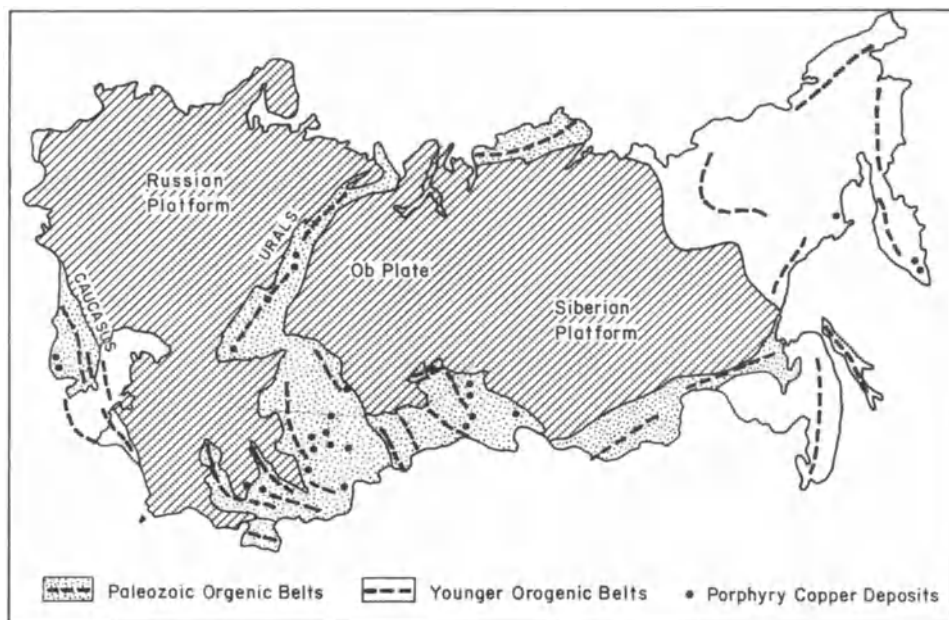 Russian
Platform
URALS
Ob Plate
CAUCASUS
Siberian
Platform
Paleozoic Orgenic Belts
Younger Orogenic Belts
Porphyry Copper Deposits